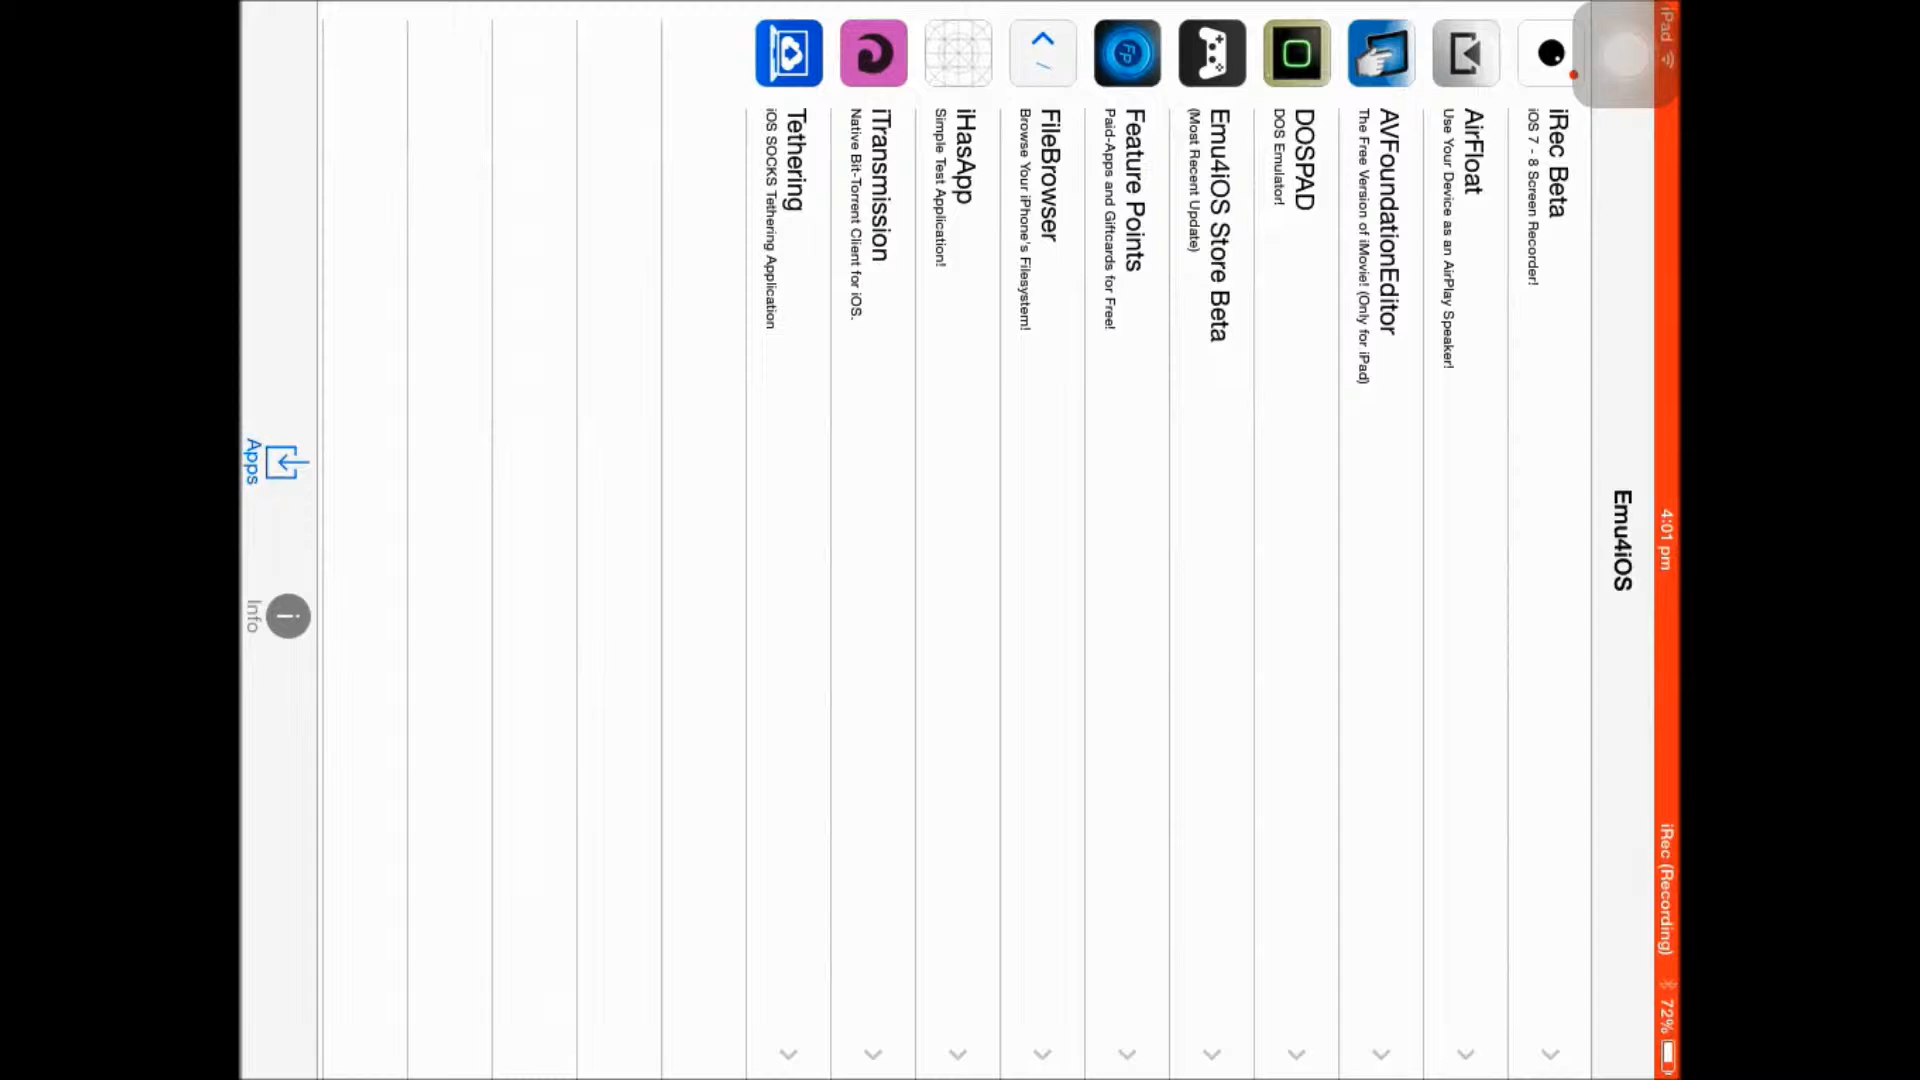 iPad 4:01 pm iRec (Recording) 72%
Emu4iOS
iRec Beta
iOS 7 - 8 Screen Recorder!
AirFloat
Use Your Device as an AirPlay Speaker!
AVFoundationEditor
The Free Version of iMovie! (Only for iPad)
DOSPAD
DOS Emulator!
Emu4iOS Store Beta
(Most Recent Update)
Feature Points
Paid-Apps and Giftcards for Free!
FileBrowser
Browse Your iPhone's Filesystem!
iHasApp
Simple Test Application!
iTransmission
Native Bit-Torrent Client for iOS.
Tethering
iOS SOCKS Tethering Application
Apps
Info